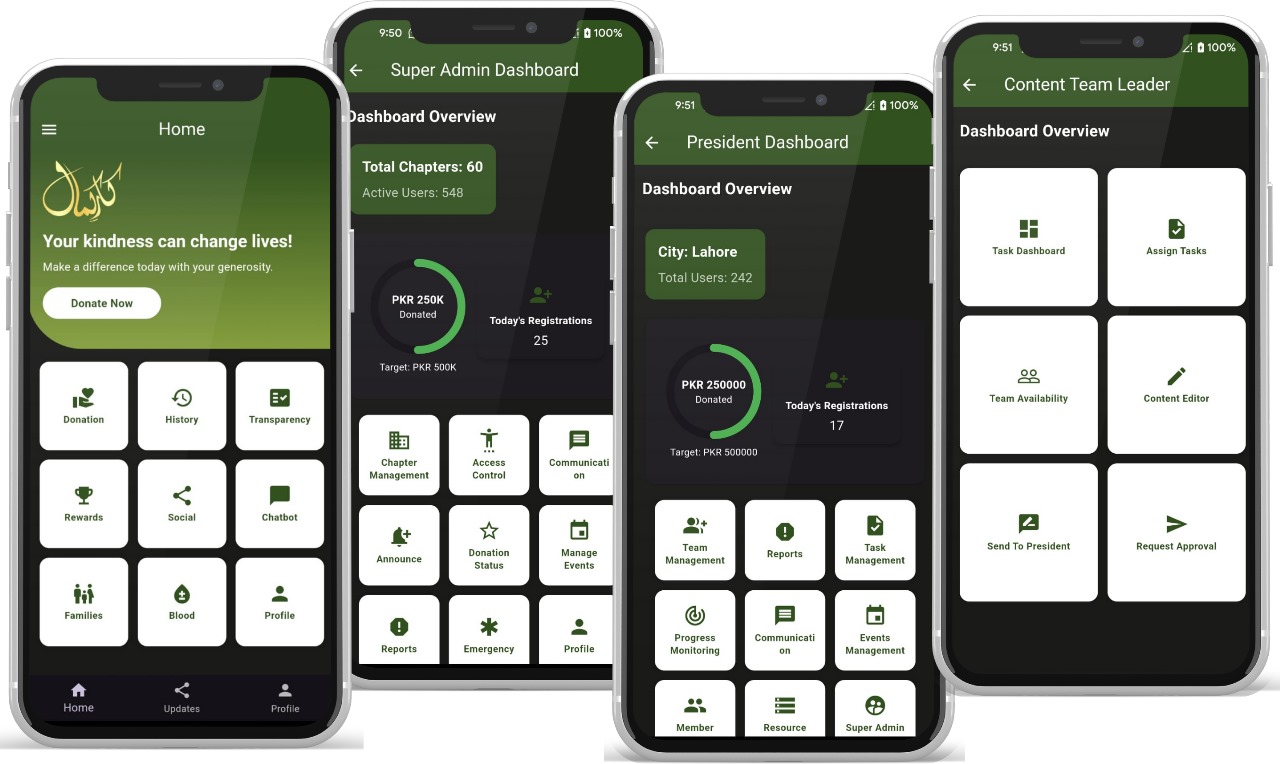 Home
Your kindness can change lives!
Make a difference today with your generosity.
Donate Now
Donation
History
Transparency
Rewards
Social
Chatbot
Families
Blood
Profile
Home
Updates
Profile
9:50
100%
Super Admin Dashboard
Dashboard Overview
Total Chapters: 60
Active Users: 548
PKR 250K
Donated
Target: PKR 500K
Today's Registrations
25
Chapter
Management
Access
Control
Communicati
on
Announce
Donation
Status
Manage
Events
Reports
Emergency
Profile
9:51
100%
President Dashboard
Dashboard Overview
City: Lahore
Total Users: 242
PKR 250000
Donated
Target: PKR 500000
Today's Registrations
17
Team
Management
Reports
Task
Management
Progress
Monitoring
Communicati
on
Events
Management
Member
Resource
Super Admin
9:51
100%
Content Team Leader
Dashboard Overview
Task Dashboard
Assign Tasks
Team Availability
Content Editor
Send To President
Request Approval